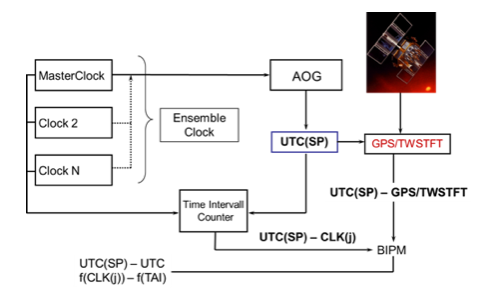 MasterClock
AOG
Clock 2
Ensemble
Clock
UTC(SP)
GPS/TWSTFT
Clock N
UTC(SP) – GPS/TWSTFT
Time Intervall
Counter
UTC(SP) – CLK(j)
BIPM
UTC(SP) – UTC
f(CLK(j)) – f(TAI)